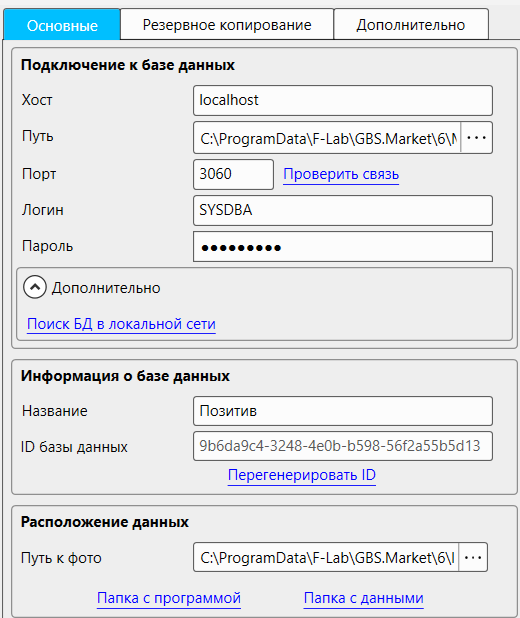 Основные Резервное копирование Дополнительно
Подключение к базе данных
Хост localhost
Путь C:\ProgramData\F-Lab\GBS.Market\6\ ...
Порт 3060 Проверить связь
Логин SYSDBA
Пароль ●●●●●●●●●
Дополнительно
Поиск БД в локальной сети
Информация о базе данных
Название Позитив
ID базы данных 9b6da9c4-3248-4e0b-b598-56f2a55b5d13
Перегенерировать ID
Расположение данных
Путь к фото C:\ProgramData\F-Lab\GBS.Market\6\ ...
Папка с программой Папка с данными